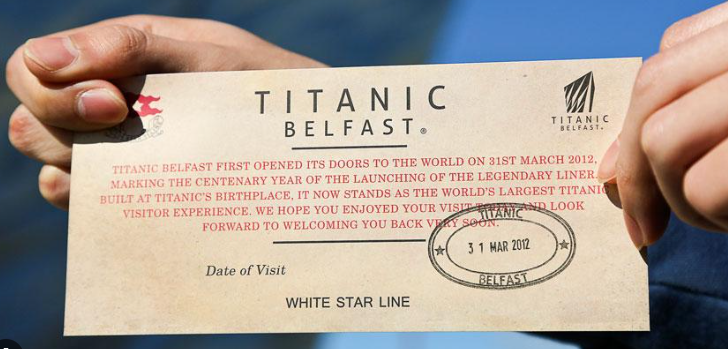 TITANIC
BELFAST®
TITANIC
BELFAST.
TITANIC BELFAST FIRST OPENED ITS DOORS TO THE WORLD ON 31ST MARCH 2012,
MARKING THE CENTENARY YEAR OF THE LAUNCHING OF THE LEGENDARY LINER.
BUILT AT TITANIC'S BIRTHPLACE, IT NOW STANDS AS THE WORLD'S LARGEST TITANIC
VISITOR EXPERIENCE. WE HOPE YOU ENJOYED YOUR VISIT TODAY AND LOOK
FORWARD TO WELCOMING YOU BACK VERY SOON.
TITANIC
31 MAR 2012
BELFAST
Date of Visit
WHITE STAR LINE